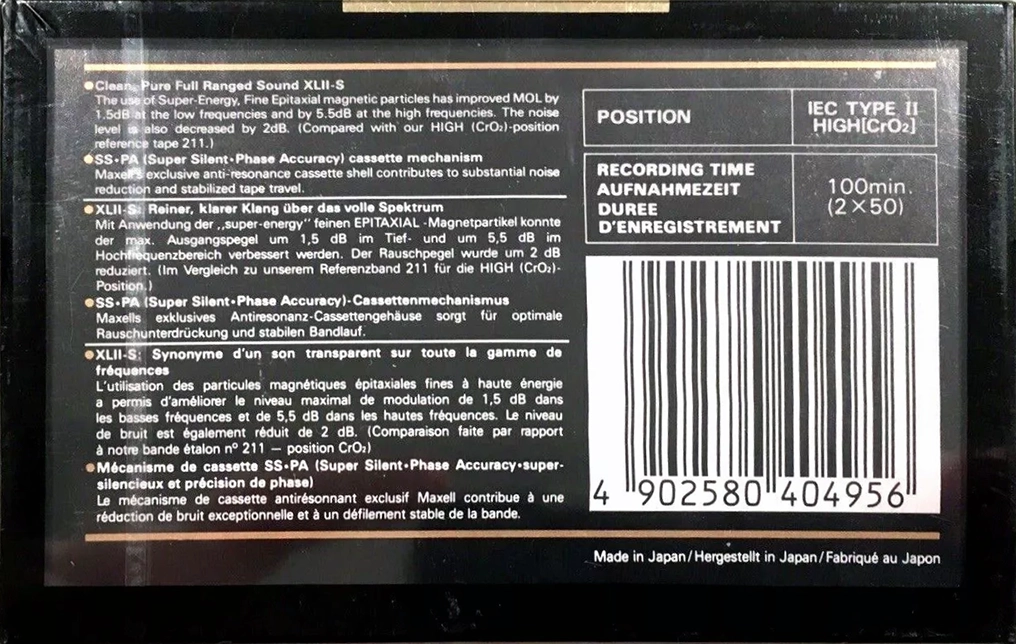 ●Clean, Pure Full Ranged Sound XLII-S
The use of Super-Energy, Fine Epitaxial magnetic particles has improved MOL by
1.5dB at the low frequencies and by 5.5dB at the high frequencies. The noise
level is also decreased by 2dB. (Compared with our HIGH (CrO₂)-position
reference tape 211.)
●SS•PA (Super Silent•Phase Accuracy) cassette mechanism
Maxell's exclusive anti-resonance cassette shell contributes to substantial noise
reduction and stabilized tape travel.
●XLII-S: Reiner, klarer Klang über das volle Spektrum
Mit Anwendung der „super-energy" feinen EPITAXIAL -Magnetpartikel konnte
der max. Ausgangspegel um 1,5 dB im Tief- und um 5,5 dB im
Hochfrequenzbereich verbessert werden. Der Rauschpegel wurde um 2 dB
reduziert. (Im Vergleich zu unserem Referenzband 211 für die HIGH (CrO₂)-
Position.)
●SS•PA (Super Silent•Phase Accuracy)-Cassettenmechanismus
Maxells exklusives Antiresonanz-Cassettengehäuse sorgt für optimale
Rauschunterdrückung und stabilen Bandlauf.
●XLII-S: Synonyme d'un son transparent sur toute la gamme de
fréquences
L'utilisation des particules magnétiques épitaxiales fines à haute énergie
a permis d'améliorer le niveau maximal de modulation de 1,5 dB dans
les basses fréquences et de 5,5 dB dans les hautes fréquences. Le niveau
de bruit est également réduit de 2 dB. (Comparaison faite par rapport
à notre bande étalon nº 211 — position CrO₂)
●Mécanisme de cassette SS•PA (Super Silent•Phase Accuracy•super-
silencieux et précision de phase)
Le mécanisme de cassette antirésonnant exclusif Maxell contribue à une
réduction de bruit exceptionnelle et à un défilement stable de la bande.
POSITION
IEC TYPE II
HIGH[CrO₂]
RECORDING TIME
AUFNAHMEZEIT
DUREE
D'ENREGISTREMENT
100min.
(2×50)
4 902580 404956
Made in Japan/Hergestellt in Japan/Fabriqué au Japon